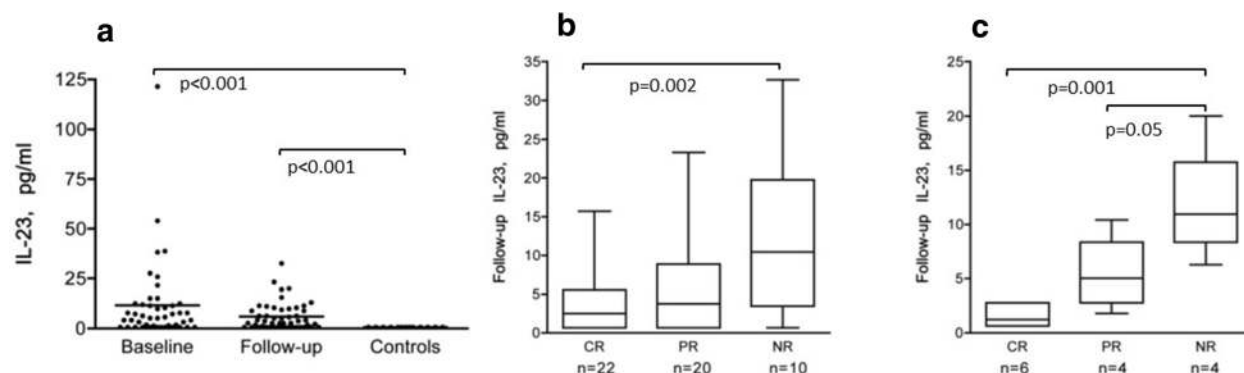 a
p<0.001
p<0.001
IL-23, pg/ml
125
100
75
50
25
0
Baseline Follow-up Controls
b
p=0.002
Follow-up IL-23, pg/ml
35
30
25
20
15
10
5
0
CR PR NR
n=22 n=20 n=10
c
p=0.001
p=0.05
Follow-up IL-23, pg/ml
25
20
15
10
5
0
CR PR NR
n=6 n=4 n=4